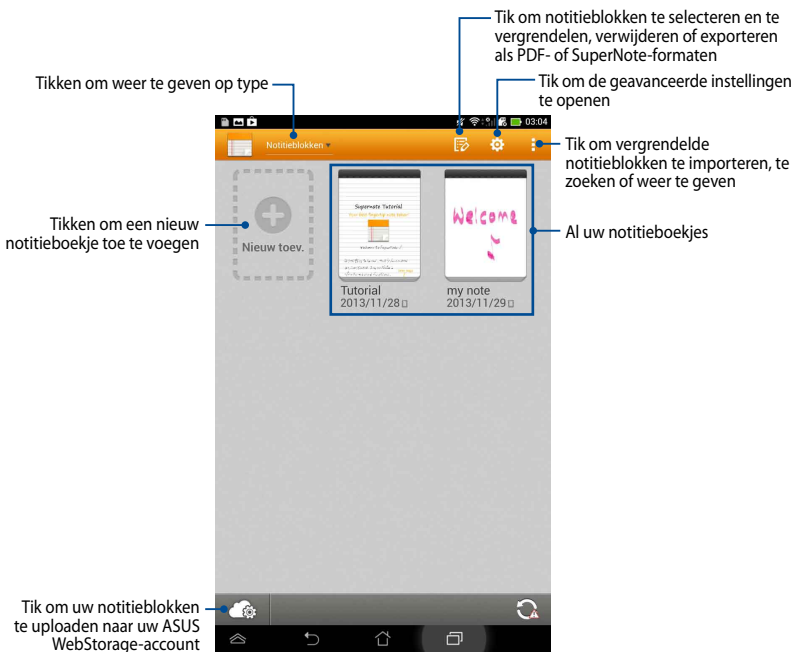 Tik om notitieblokken te selecteren en te
vergrendelen, verwijderen of exporteren
als PDF- of SuperNote-formaten
Tikken om weer te geven op type
Tik om de geavanceerde instellingen
te openen
03:04
Notitieblokken
Tik om vergrendelde
notitieblokken te importeren, te
zoeken of weer te geven
Supernote Tutorial
Welcome
Tikken om een nieuw
notitieboekje toe te voegen
Nieuw toev.
Al uw notitieboekjes
Tutorial
2013/11/28
my note
2013/11/29
Tik om uw notitieblokken
te uploaden naar uw ASUS
WebStorage-account